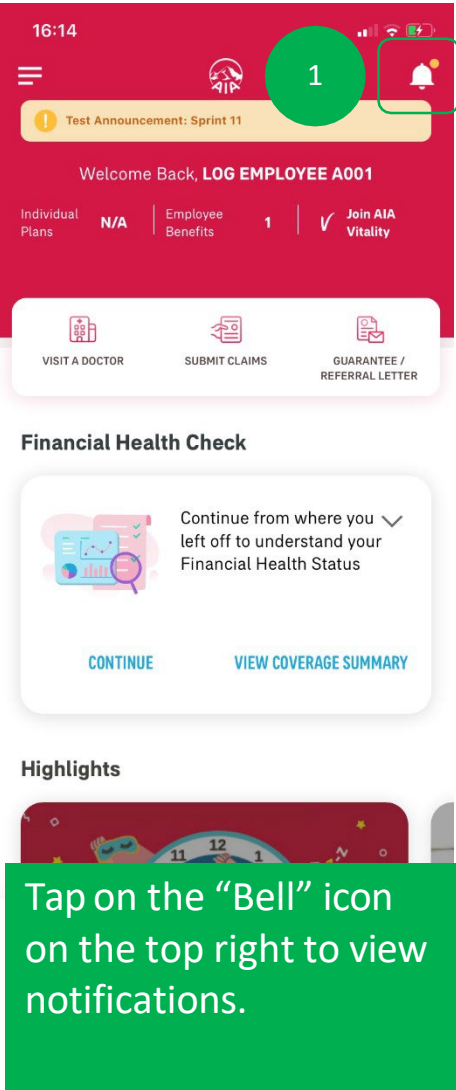 16:14
AIA
1
Test Announcement: Sprint 11
Welcome Back, LOG EMPLOYEE A001
Individual Plans N/A
Employee Benefits 1
Join AIA Vitality
VISIT A DOCTOR
SUBMIT CLAIMS
GUARANTEE /
REFERRAL LETTER
Financial Health Check
Continue from where you
left off to understand your
Financial Health Status
CONTINUE
VIEW COVERAGE SUMMARY
Highlights
11 12 1
Tap on the “Bell” icon
on the top right to view
notifications.